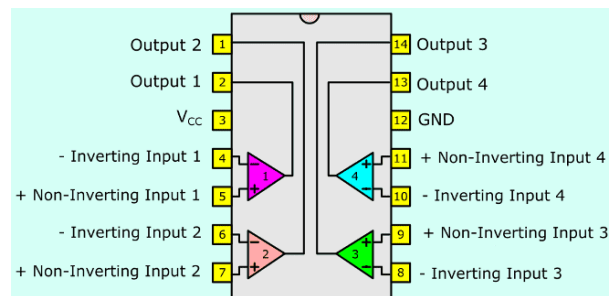 Output 2 1 14 Output 3
Output 1 2 13 Output 4
VCC 3 12 GND
- Inverting Input 1 4 − + 11 + Non-Inverting Input 4
1 4
+ Non-Inverting Input 1 5 + − 10 - Inverting Input 4
- Inverting Input 2 6 − + 9 + Non-Inverting Input 3
2 3
+ Non-Inverting Input 2 7 + − 8 - Inverting Input 3